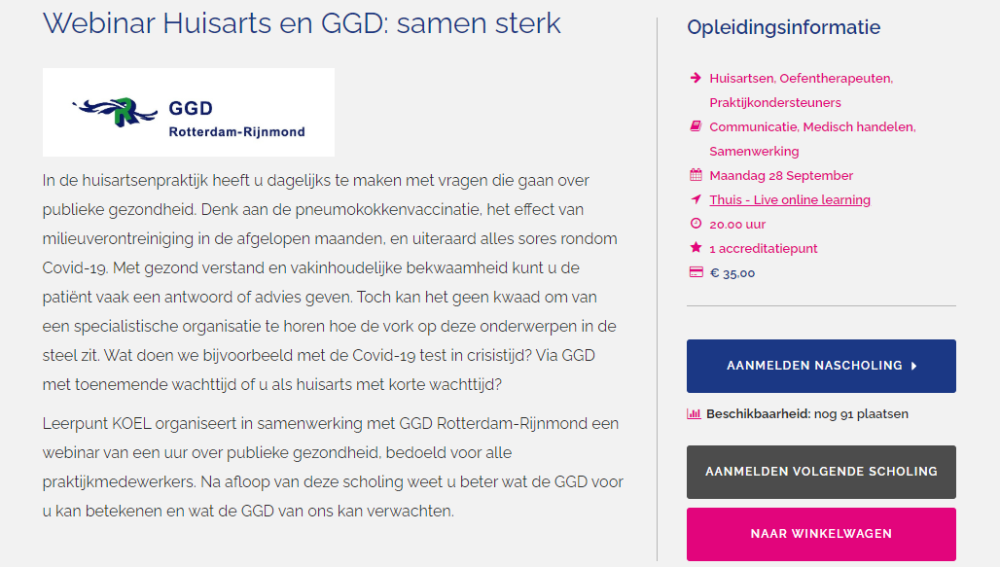 Webinar Huisarts en GGD: samen sterk
GGD
Rotterdam-Rijnmond
In de huisartsenpraktijk heeft u dagelijks te maken met vragen die gaan over
publieke gezondheid. Denk aan de pneumokokkenvaccinatie, het effect van
milieuverontreiniging in de afgelopen maanden, en uiteraard alles sores rondom
Covid-19. Met gezond verstand en vakinhoudelijke bekwaamheid kunt u de
patiënt vaak een antwoord of advies geven. Toch kan het geen kwaad om van
een specialistische organisatie te horen hoe de vork op deze onderwerpen in de
steel zit. Wat doen we bijvoorbeeld met de Covid-19 test in crisistijd? Via GGD
met toenemende wachttijd of u als huisarts met korte wachttijd?
Leerpunt KOEL organiseert in samenwerking met GGD Rotterdam-Rijnmond een
webinar van een uur over publieke gezondheid, bedoeld voor alle
praktijkmedewerkers. Na afloop van deze scholing weet u beter wat de GGD voor
u kan betekenen en wat de GGD van ons kan verwachten.
Opleidingsinformatie
Huisartsen, Oefentherapeuten,
Praktijkondersteuners
Communicatie, Medisch handelen,
Samenwerking
Maandag 28 September
Thuis - Live online learning
20.00 uur
1 accreditatiepunt
€ 35,00
AANMELDEN NASCHOLING
Beschikbaarheid: nog 91 plaatsen
AANMELDEN VOLGENDE SCHOLING
NAAR WINKELWAGEN